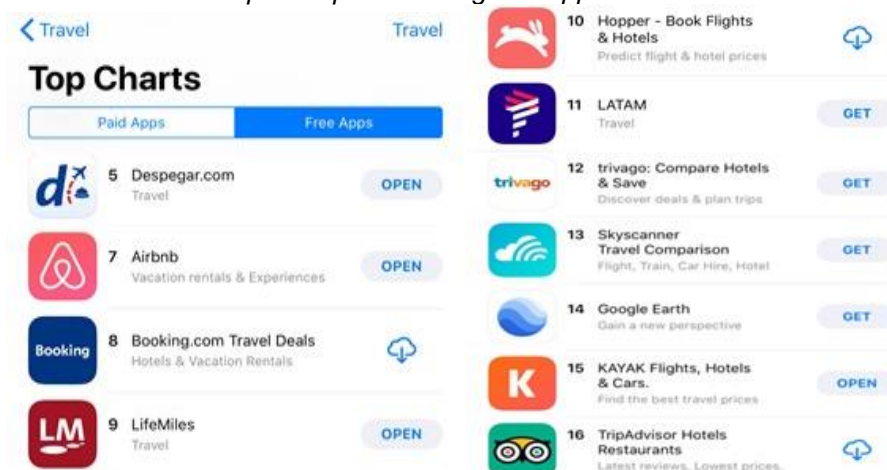 Travel
Travel
Top Charts
Paid Apps
Free Apps
d
5 Despegar.com
Travel
OPEN
7 Airbnb
Vacation rentals & Experiences
OPEN
Booking
8 Booking.com Travel Deals
Hotels & Vacation Rentals
LM
9 LifeMiles
Travel
OPEN
10 Hopper - Book Flights
& Hotels
Predict flight & hotel prices
11 LATAM
Travel
GET
trivago
12 trivago: Compare Hotels
& Save
Discover deals & plan trips
GET
13 Skyscanner
Travel Comparison
Flight, Train, Car Hire, Hotel
GET
14 Google Earth
Gain a new perspective
GET
K
15 KAYAK Flights, Hotels
& Cars.
Find the best travel prices
OPEN
16 TripAdvisor Hotels
Restaurants
Latest reviews. Lowest prices.